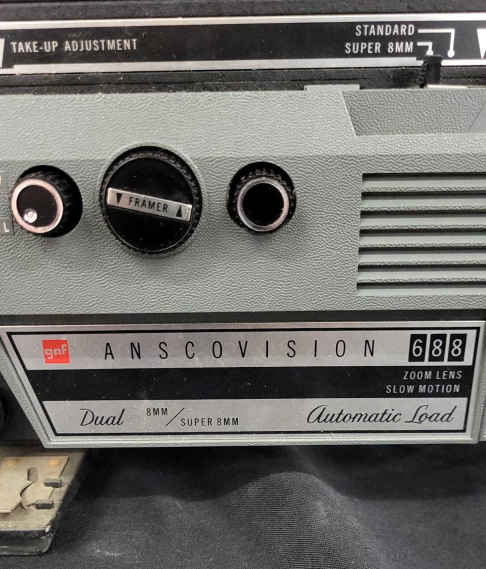 TAKE-UP ADJUSTMENT
STANDARD
SUPER 8MM
L
▼ FRAMER ▲
gaf
ANSCOVISION 688
ZOOM LENS
SLOW MOTION
Dual 8MM/SUPER 8MM
Automatic Load